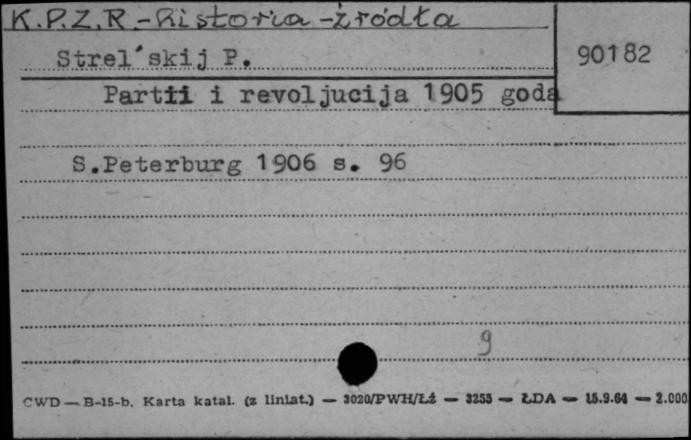 K.P.Z.R - historia - źródła
Strel´skij P.
90182
Partii i revoljucija 1905 goda
S.Peterburg 1906 s. 96
9
CWD — B-15-b. Karta katal. (z liniat.) — 3020/PWH/Łź — 3255 — ŁDA — 15.9.64 — 2.000